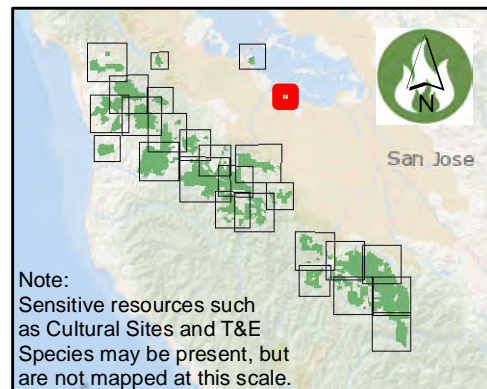 N
San Jose
Note:
Sensitive resources such
as Cultural Sites and T&E
Species may be present, but
are not mapped at this scale.